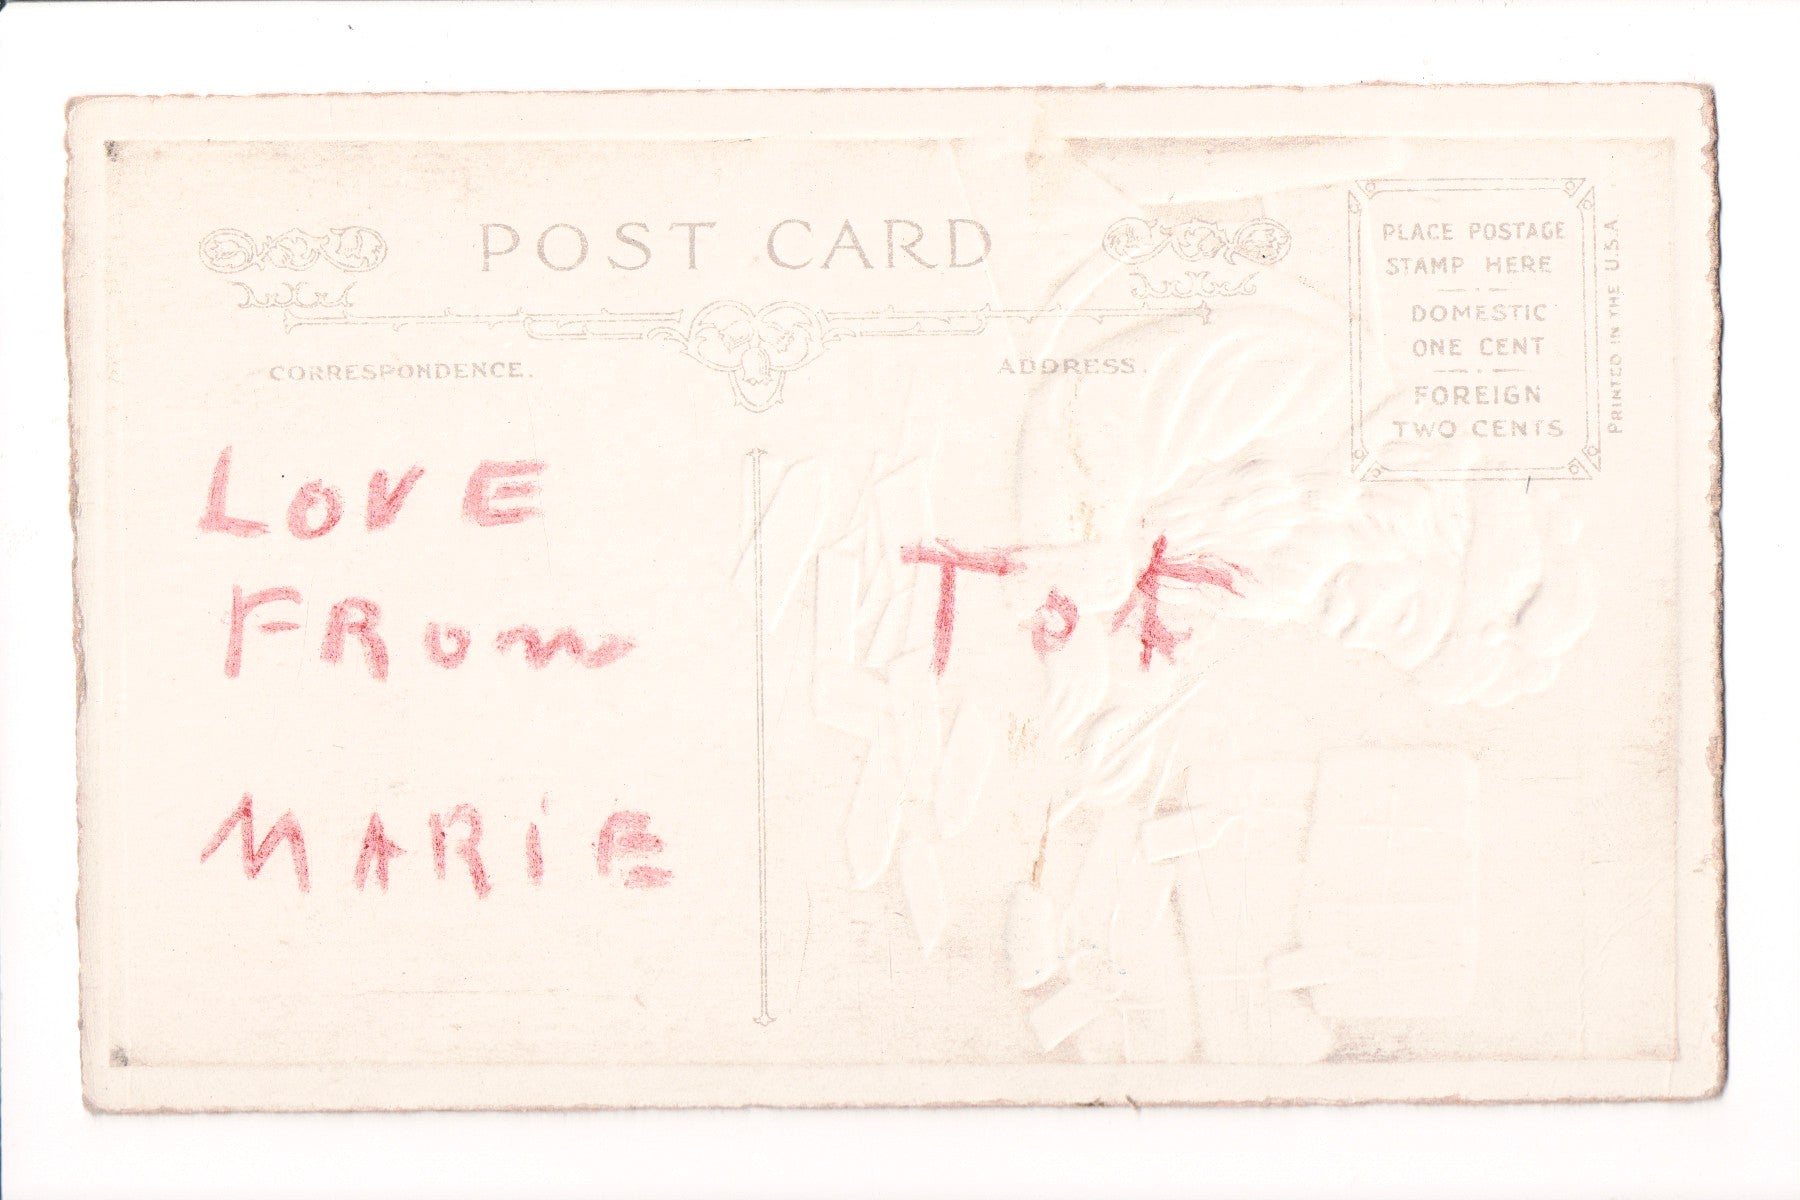 POST CARD
CORRESPONDENCE.
ADDRESS.
PLACE POSTAGE
STAMP HERE
DOMESTIC
ONE CENT
FOREIGN
TWO CENTS
PRINTED IN THE U.S.A
LOVE
FROM
MARiE
To